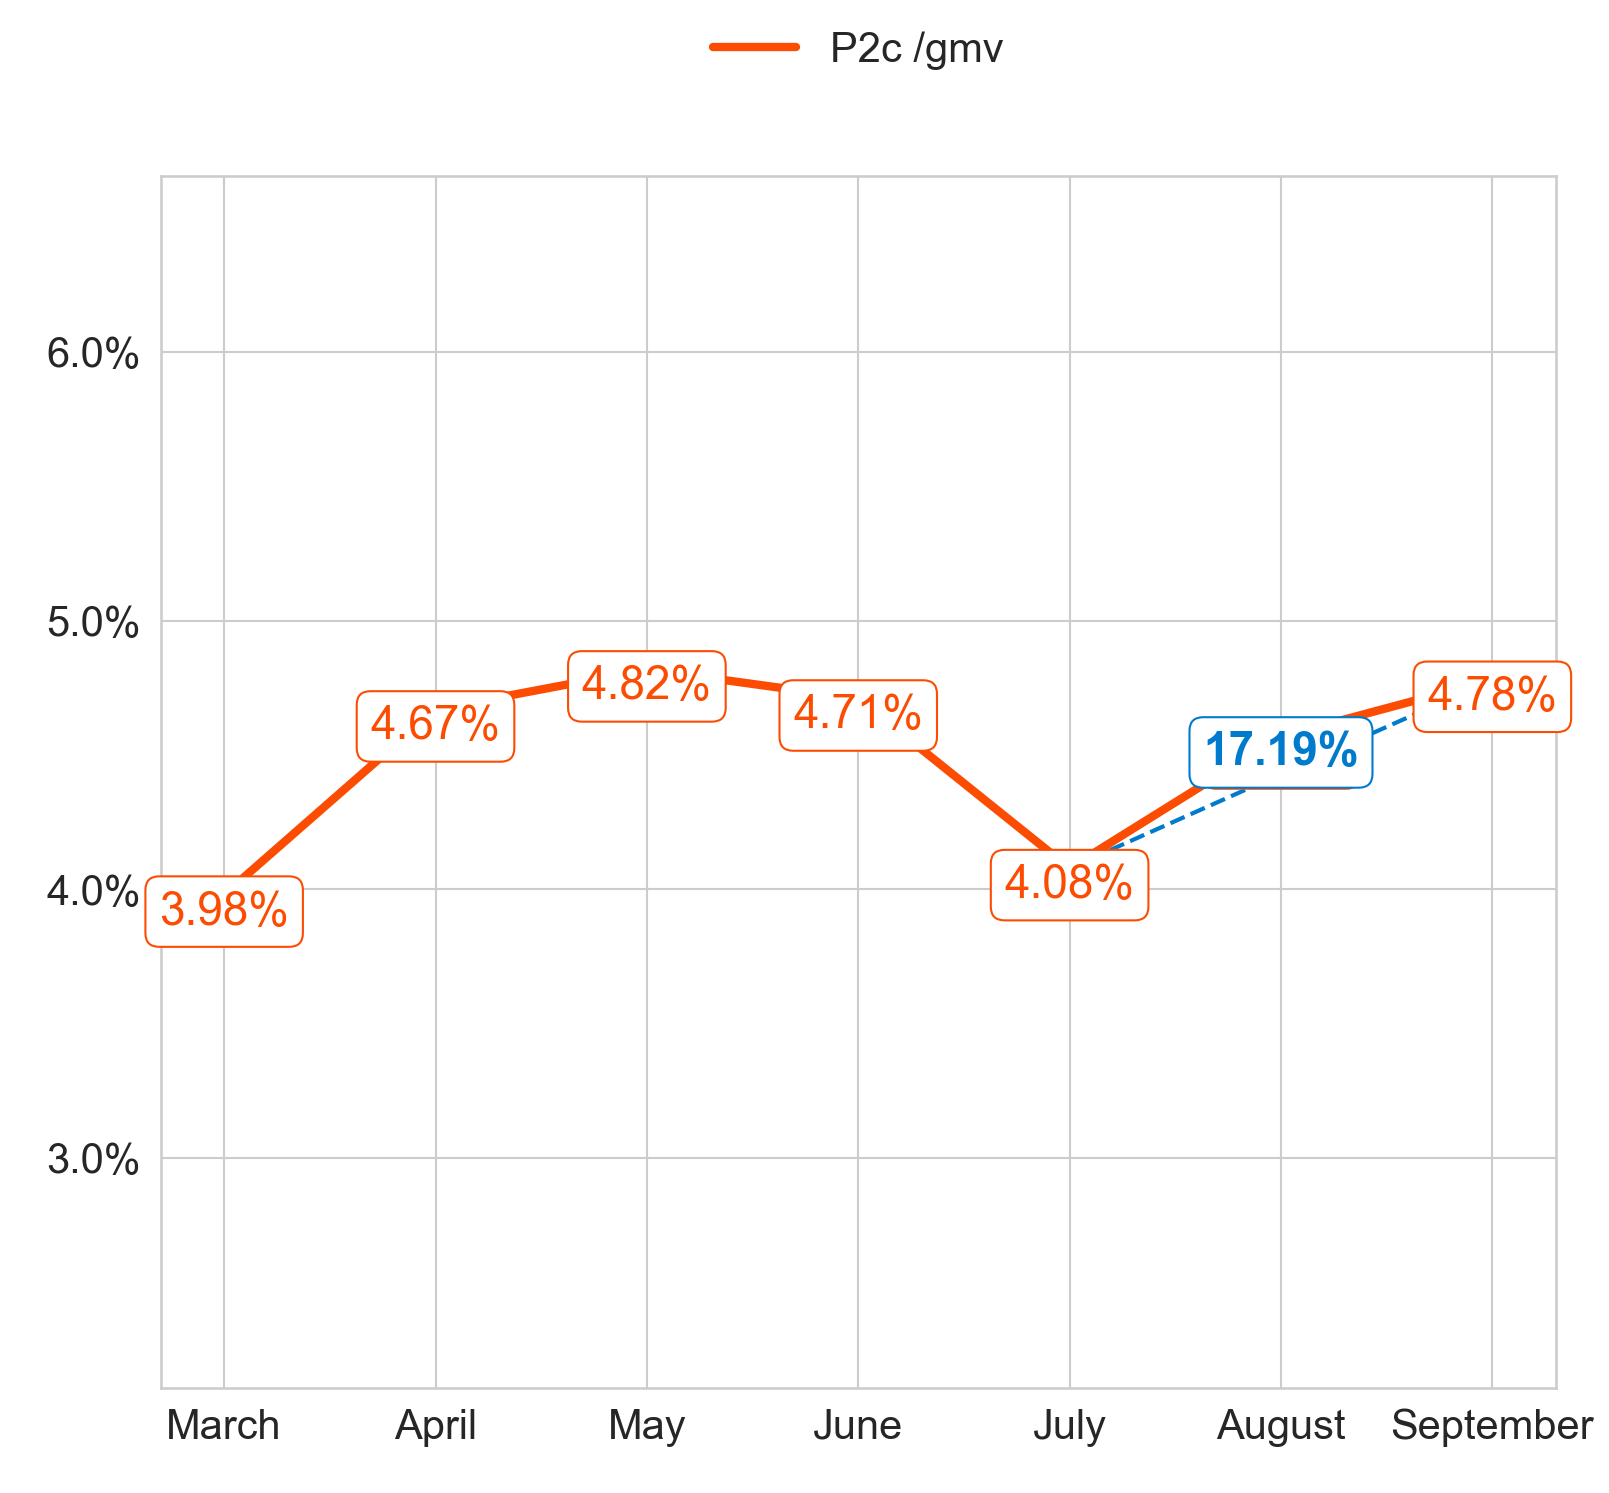 P2c /gmv
6.0%
5.0%
4.0%
3.0%
3.98%
4.67%
4.82%
4.71%
4.08%
17.19%
4.78%
March
April
May
June
July
August
September